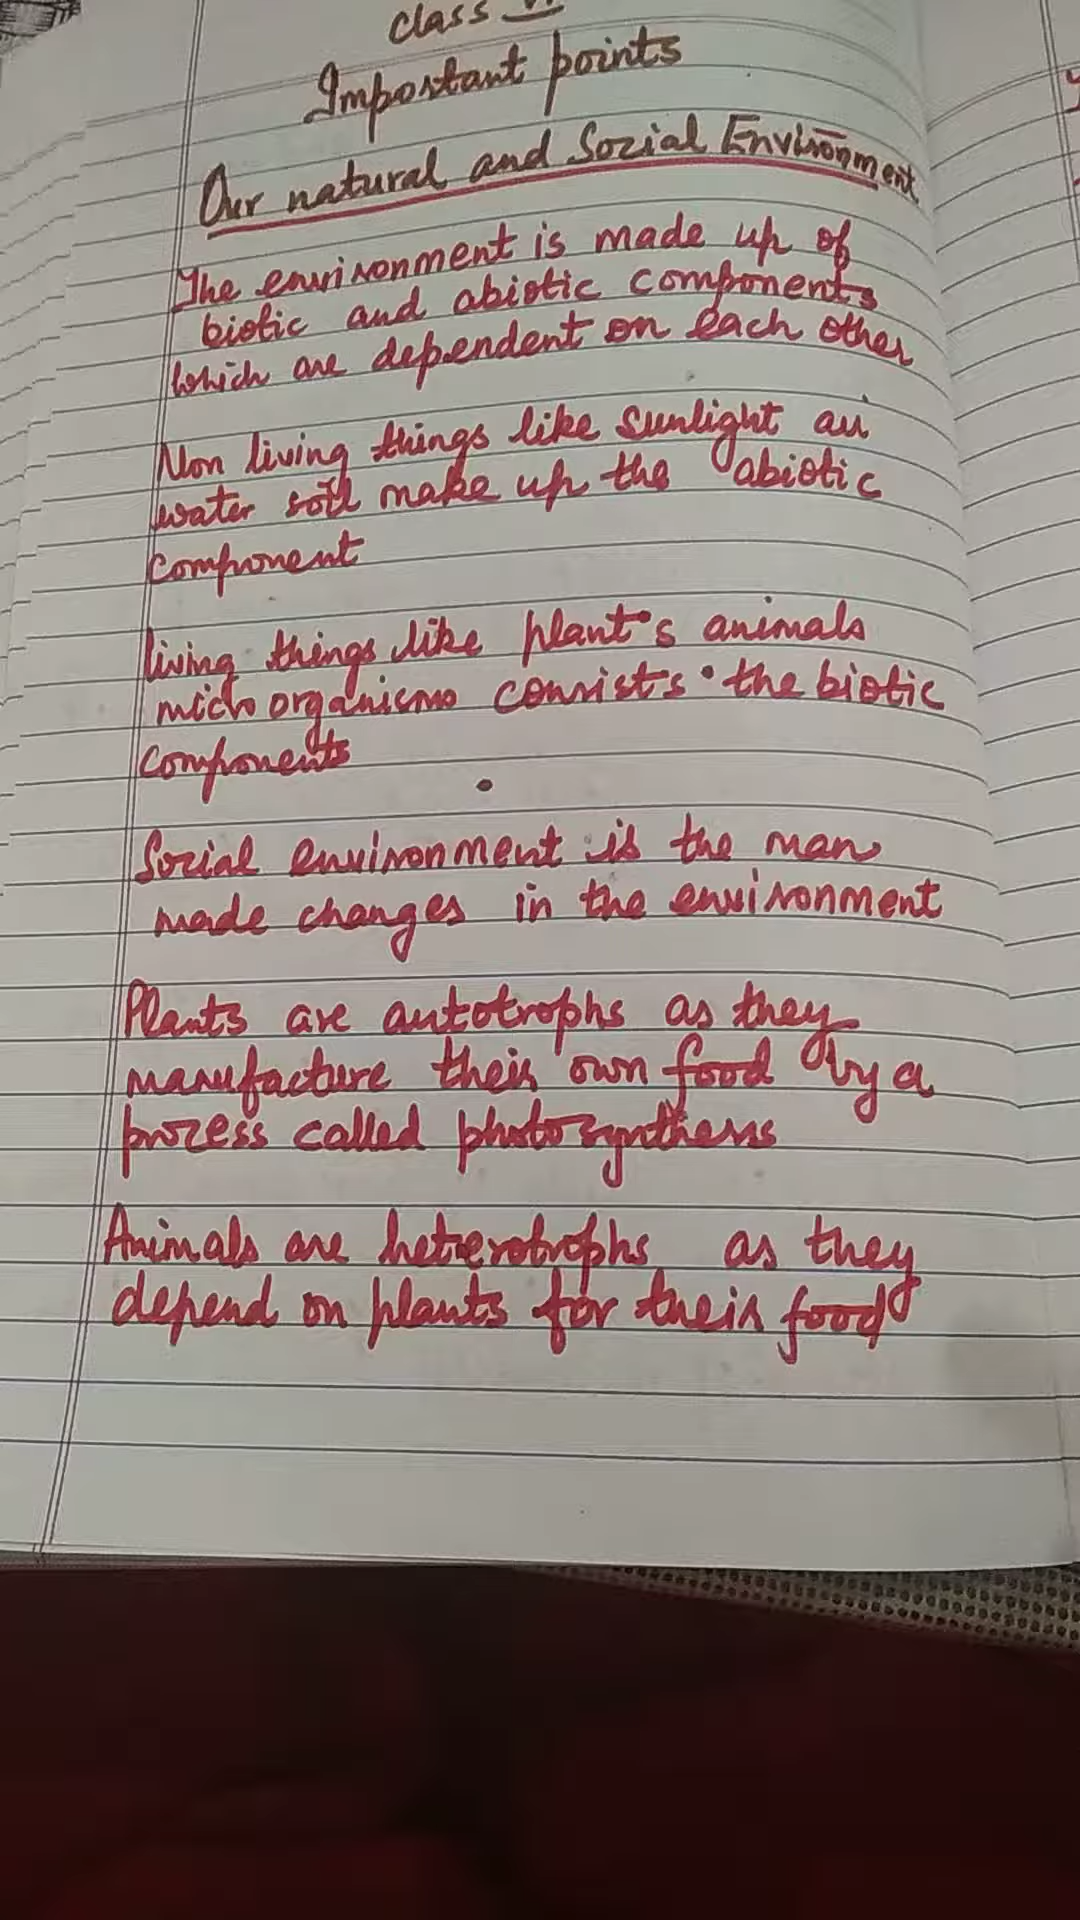 class
Important points
Our natural and Social Environment
The environment is made up of
biotic and abiotic components
which are dependent on each other
Non living things like sunlight air
water soil make up the abiotic
component
living things like plant's animals
micro organisms consists the biotic
components
Social environment is the man
made changes in the environment
Plants are autotrophs as they
manufacture their own food by a
process called photosynthesis
Animals are heterotrophs as they
depend on plants for their food